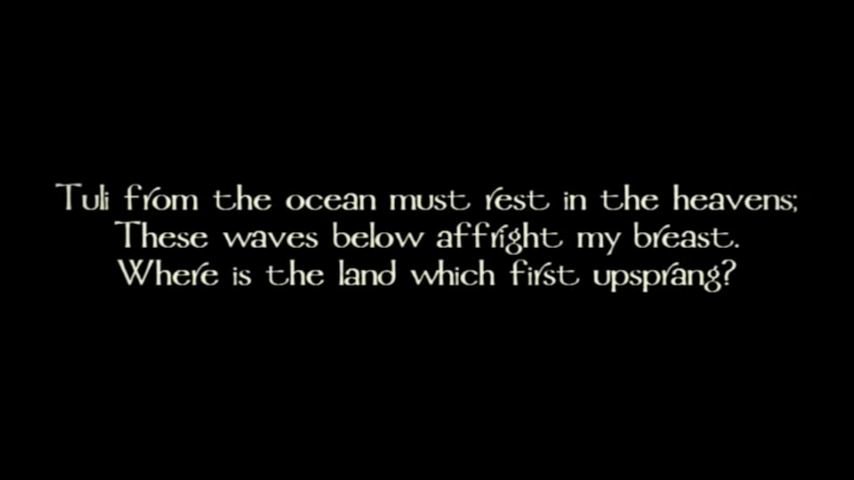 Tuli from the ocean must rest in the heavens;
These waves below affright my breast.
Where is the land which first upsprang?